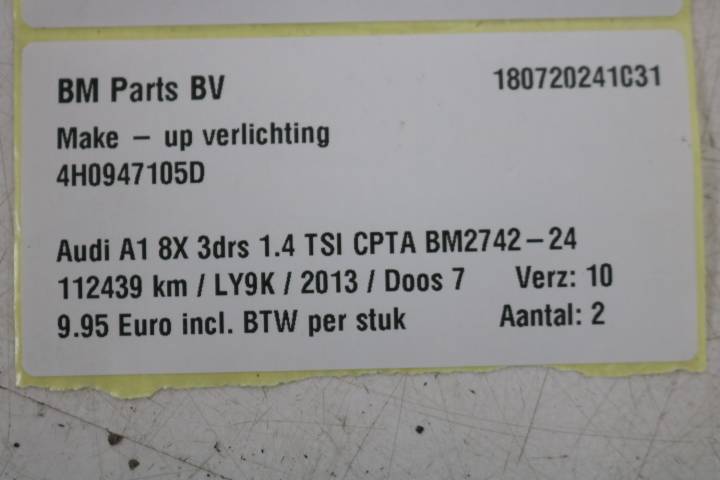 BM Parts BV 180720241C31
Make – up verlichting
4H0947105D
Audi A1 8X 3drs 1.4 TSI CPTA BM2742–24
112439 km / LY9K / 2013 / Doos 7 Verz: 10
9.95 Euro incl. BTW per stuk Aantal: 2